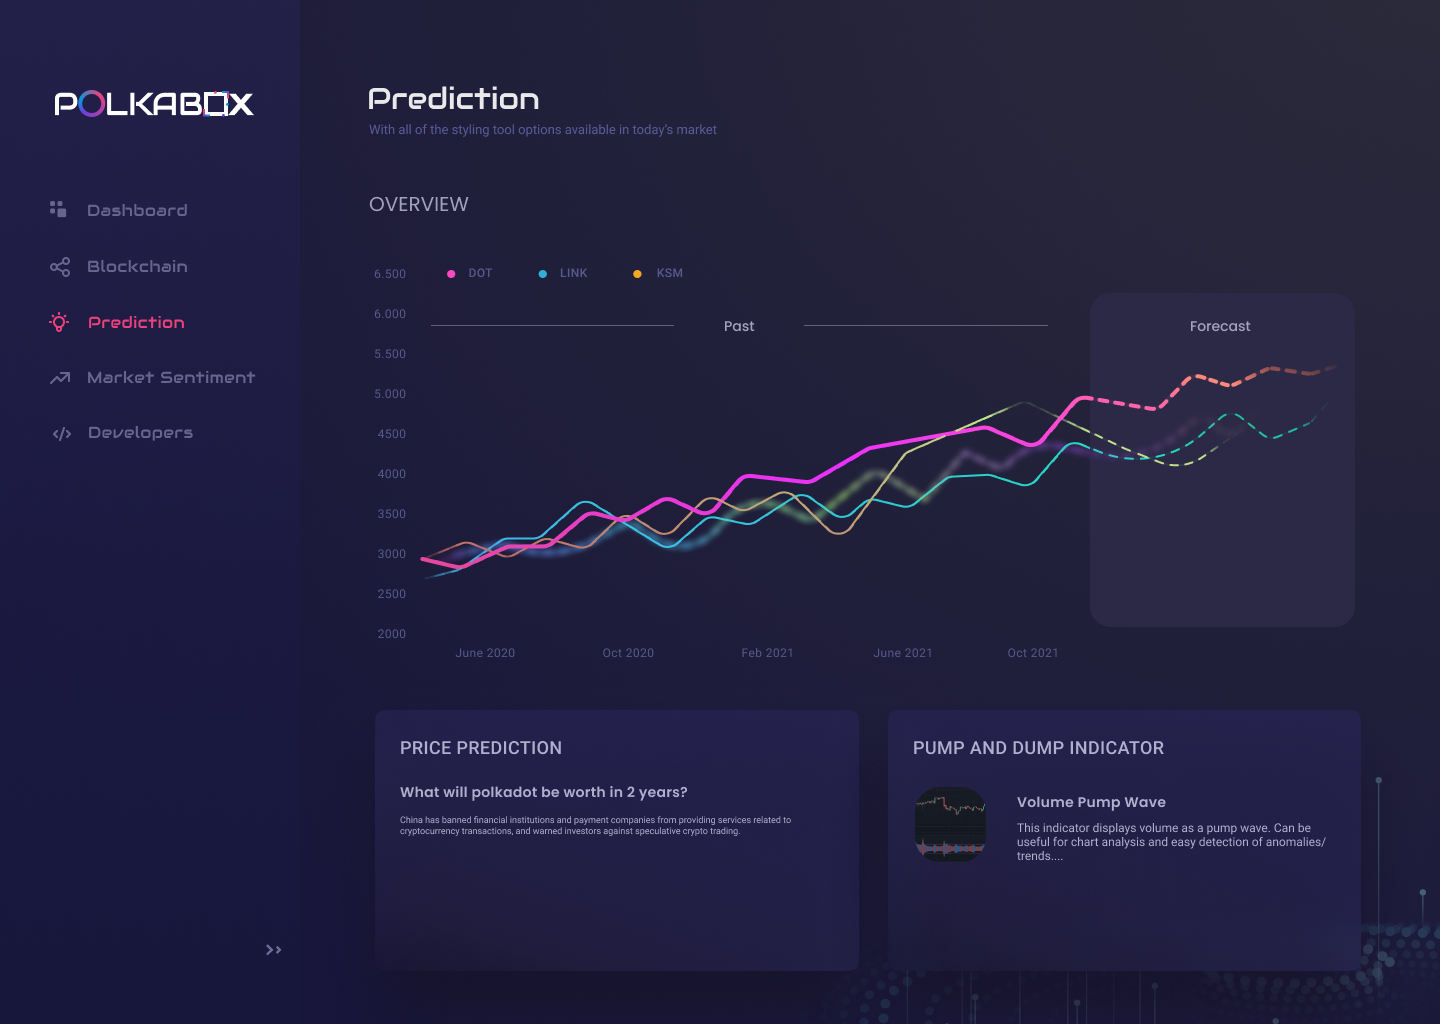 POLKABOX
Prediction
With all of the styling tool options available in today's market
Dashboard
Blockchain
Prediction
Market Sentiment
Developers
OVERVIEW
DOT LINK KSM
6.500
6.000
5.500
5.000
4500
4000
3500
3000
2500
2000
Past
Forecast
June 2020 Oct 2020 Feb 2021 June 2021 Oct 2021
PRICE PREDICTION
What will polkadot be worth in 2 years?
China has banned financial institutions and payment companies from providing services related to
cryptocurrency transactions, and warned investors against speculative crypto trading.
PUMP AND DUMP INDICATOR
Volume Pump Wave
This indicator displays volume as a pump wave. Can be
useful for chart analysis and easy detection of anomalies/
trends....